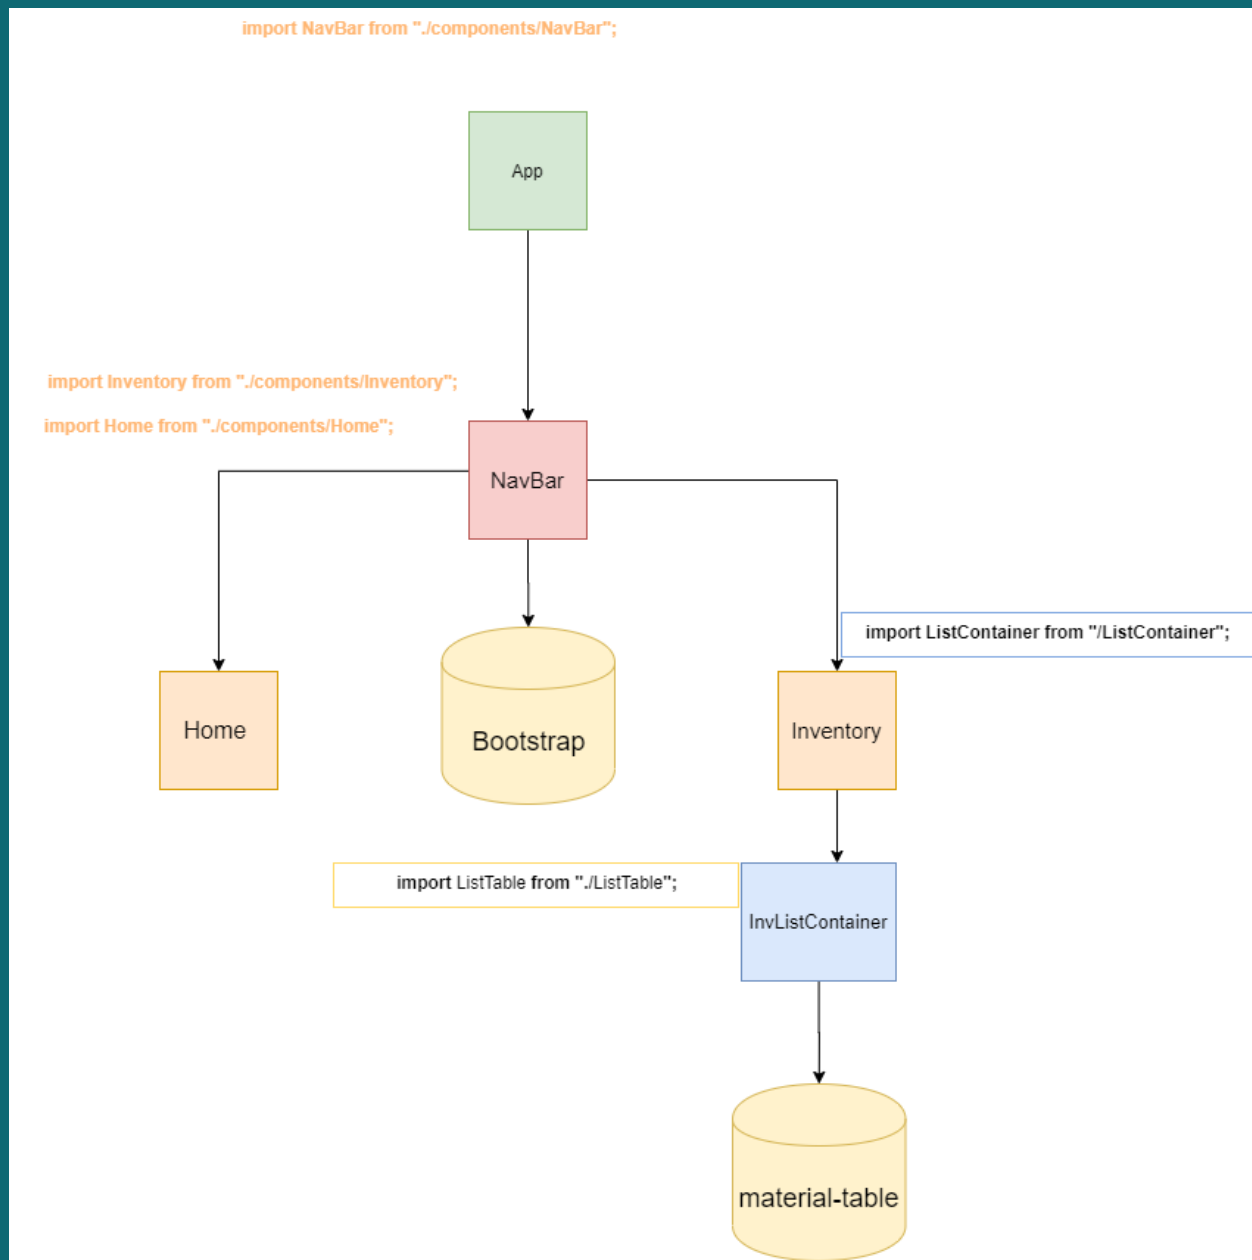 import NavBar from "./components/NavBar";
App
import Inventory from "./components/Inventory";
import Home from "./components/Home";
NavBar
import ListContainer from "/ListContainer";
Home
Bootstrap
Inventory
import ListTable from "./ListTable";
InvListContainer
material-table